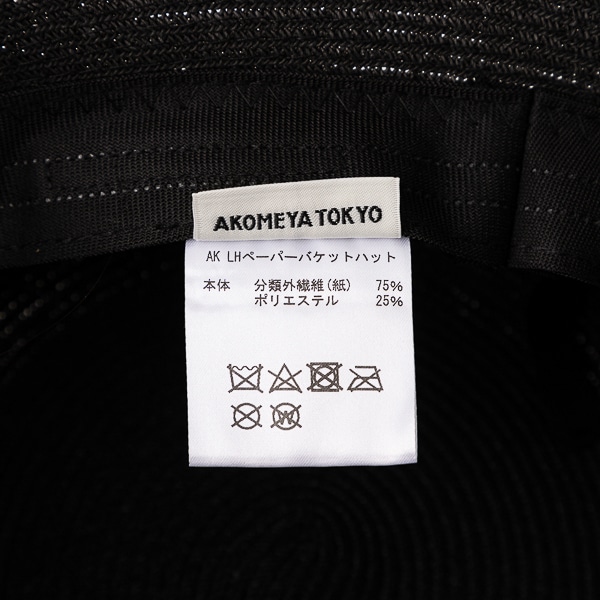 AKOMEYA TOKYO
AK LHペーパーバケットハット
本体 分類外繊維(紙) 75%
ポリエステル 25%
W